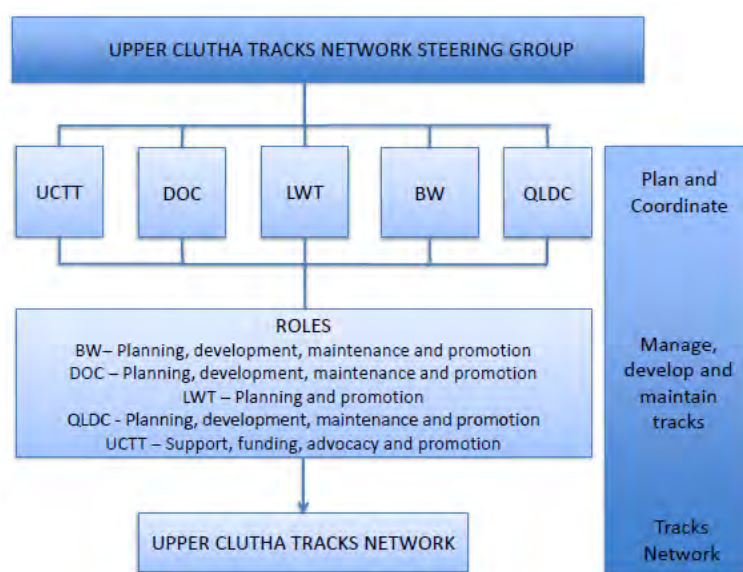 UPPER CLUTHA TRACKS NETWORK STEERING GROUP
UCTT
DOC
LWT
BW
QLDC
Plan and
Coordinate
ROLES
BW– Planning, development, maintenance and promotion
DOC – Planning, development, maintenance and promotion
LWT – Planning and promotion
QLDC - Planning, development, maintenance and promotion
UCTT – Support, funding, advocacy and promotion
Manage,
develop and
maintain
tracks
UPPER CLUTHA TRACKS NETWORK
Tracks
Network